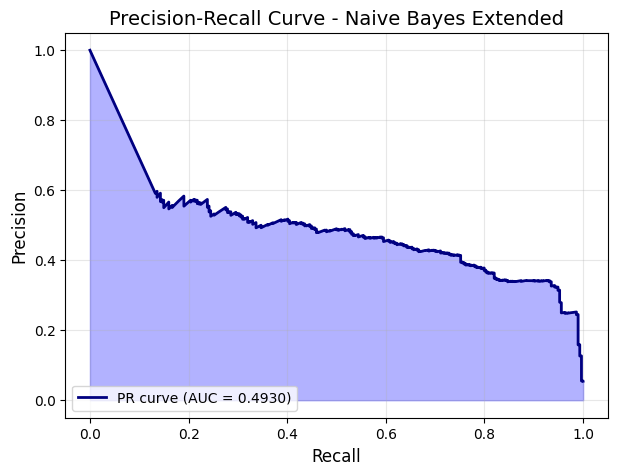 Precision-Recall Curve - Naive Bayes Extended
1.0
0.8
0.6
0.4
0.2
0.0
Precision
PR curve (AUC = 0.4930)
0.0 0.2 0.4 0.6 0.8 1.0
Recall